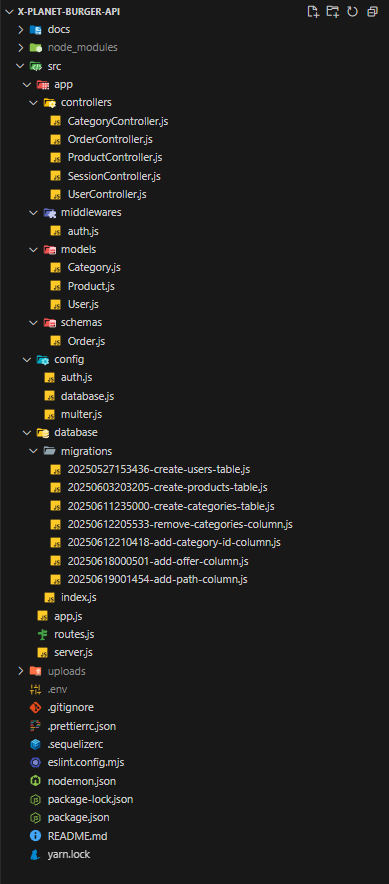 X-PLANET-BURGER-API
docs
node_modules
src
app
controllers
CategoryController.js
OrderController.js
ProductController.js
SessionController.js
UserController.js
middlewares
auth.js
models
Category.js
Product.js
User.js
schemas
Order.js
config
auth.js
database.js
multer.js
database
migrations
20250527153436-create-users-table.js
20250603203205-create-products-table.js
20250611235000-create-categories-table.js
20250612205533-remove-categories-column.js
20250612210418-add-category-id-column.js
20250618000501-add-offer-column.js
20250619001454-add-path-column.js
index.js
app.js
routes.js
server.js
uploads
.env
.gitignore
.prettierrc.json
.sequelizerc
eslint.config.mjs
nodemon.json
package-lock.json
package.json
README.md
yarn.lock